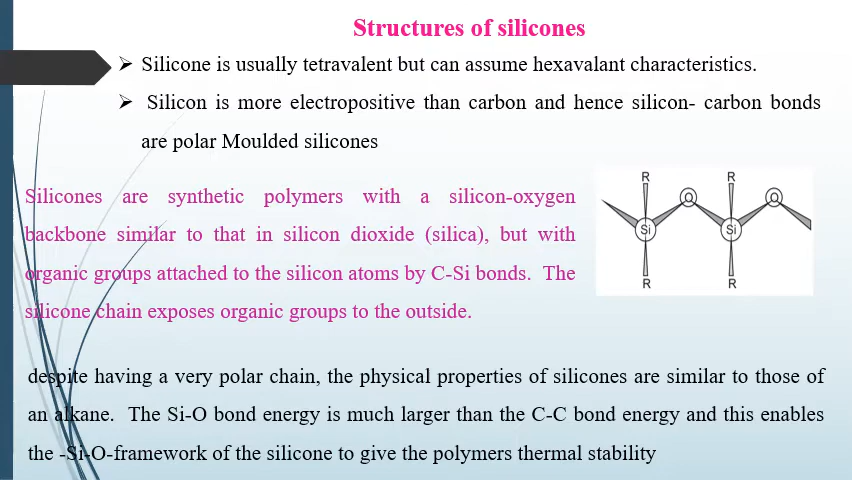 Structures of silicones
➢ Silicone is usually tetravalent but can assume hexavalant characteristics.
➢ Silicon is more electropositive than carbon and hence silicon- carbon bonds
are polar Moulded silicones
Silicones are synthetic polymers with a silicon-oxygen
backbone similar to that in silicon dioxide (silica), but with
organic groups attached to the silicon atoms by C-Si bonds. The
silicone chain exposes organic groups to the outside.
R R
O O
Si Si
R R
despite having a very polar chain, the physical properties of silicones are similar to those of
an alkane. The Si-O bond energy is much larger than the C-C bond energy and this enables
the -Si-O-framework of the silicone to give the polymers thermal stability